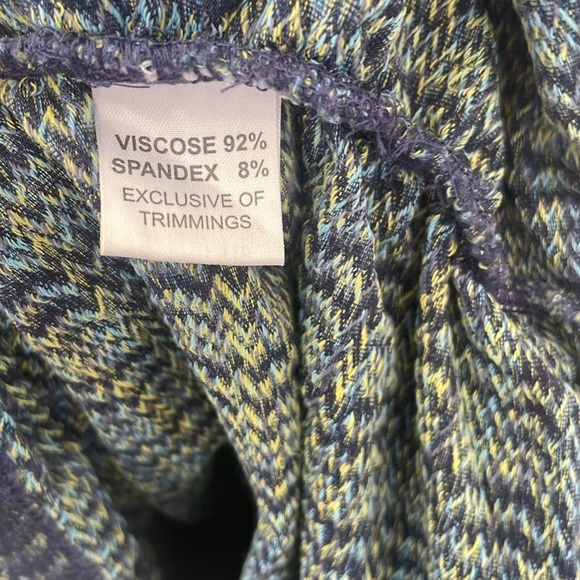 VISCOSE 92%
SPANDEX 8%
EXCLUSIVE OF
TRIMMINGS